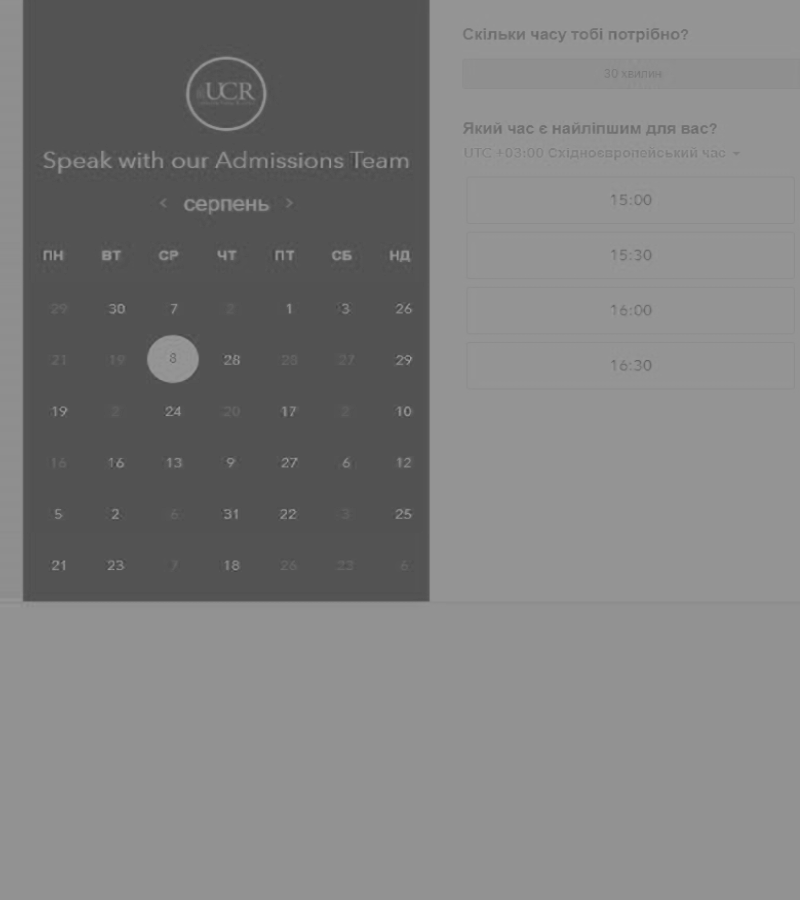 UCR
Speak with our Admissions Team
серпень
ПН ВТ СР ЧТ ПТ СБ НД
29 30 7 2 1 3 26
21 19 8 28 28 27 29
19 2 24 20 17 2 10
16 16 13 9 27 6 12
5 2 6 31 22 3 25
21 23 7 18 26 22 6
Скільки часу тобі потрібно?
30 хвилин
Який час є найліпшим для вас?
UTC +03:00 Східноєвропейський час
15:00
15:30
16:00
16:30